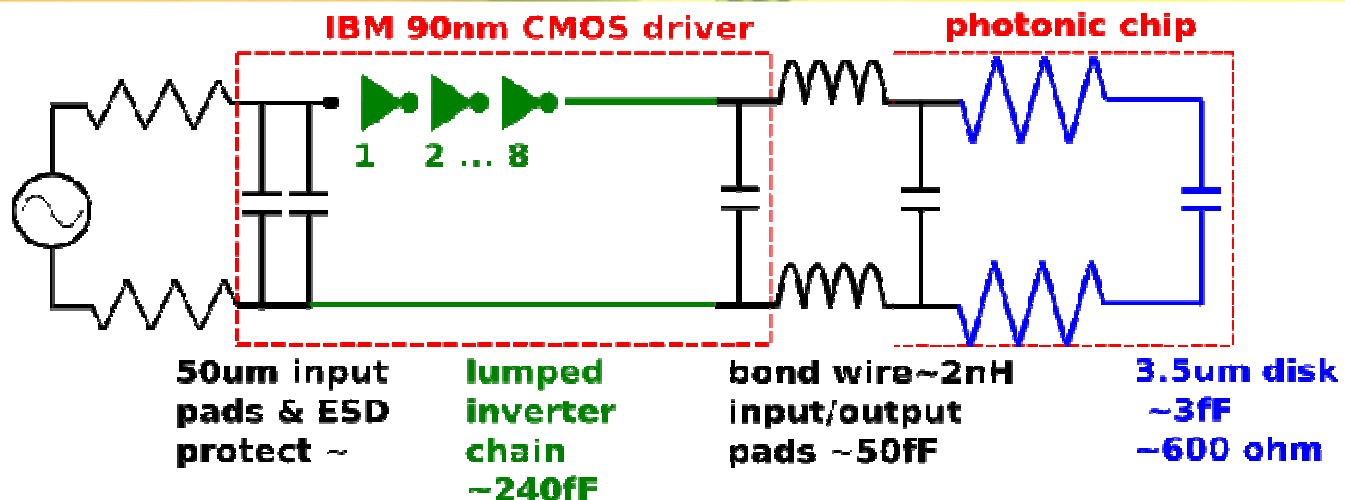 IBM 90nm CMOS driver
photonic chip
1 2 ... 8
50um input
pads & ESD
protect ~
lumped
inverter
chain
~240fF
bond wire~2nH
input/output
pads ~50fF
3.5um disk
~3fF
~600 ohm